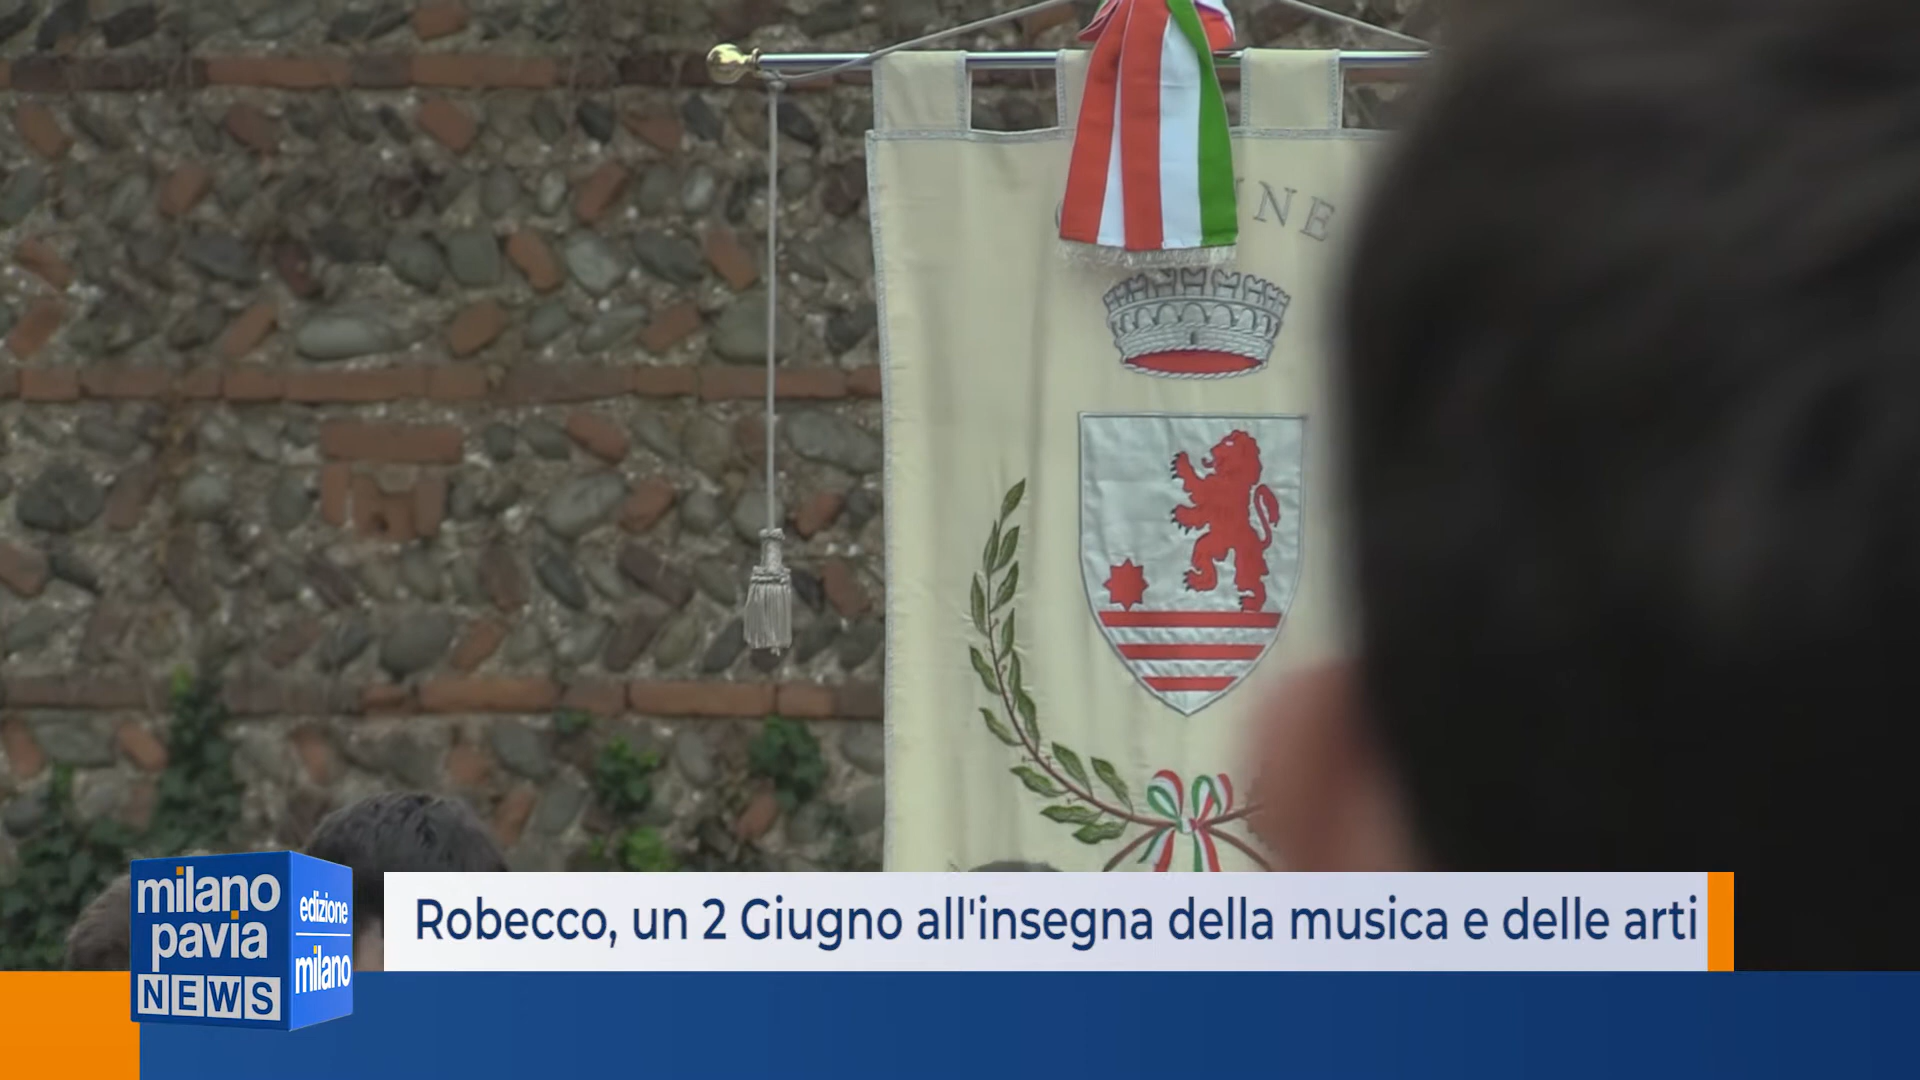 NE
Robecco, un 2 Giugno all'insegna della musica e delle arti
milano
pavia
NEWS
edizione
milano